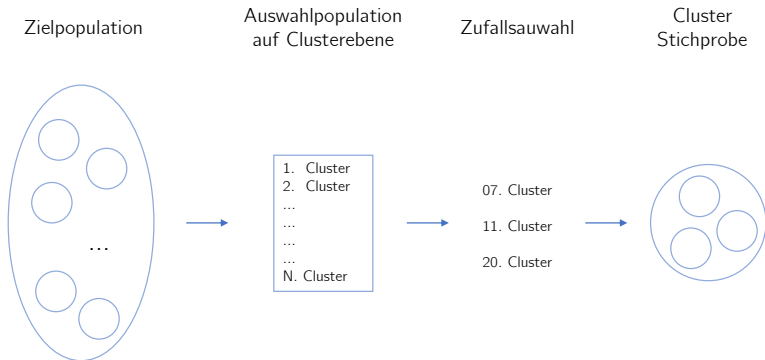 Zielpopulation
Auswahlpopulation
auf Clusterebene
Zufallsauwahl
Cluster
Stichprobe
...
1. Cluster
2. Cluster
...
...
...
...
N. Cluster
07. Cluster
11. Cluster
20. Cluster